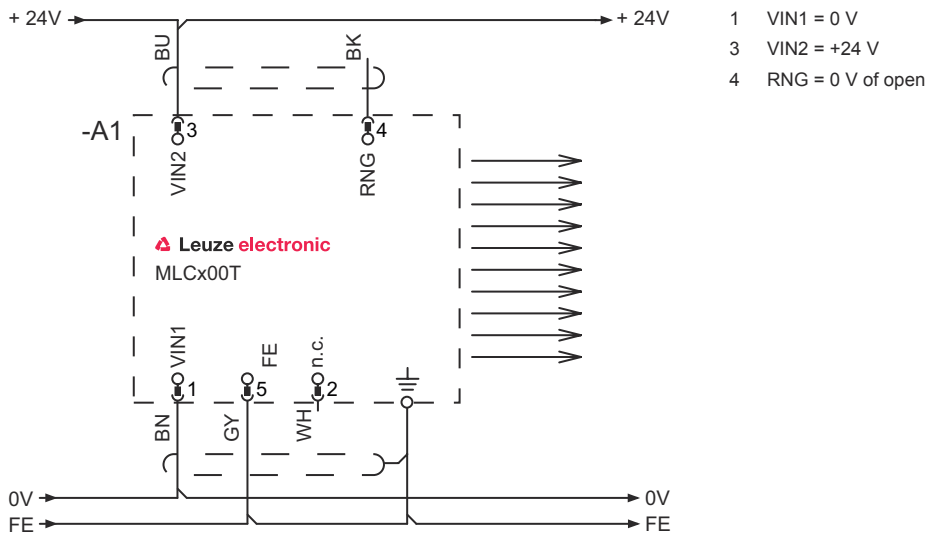 + 24V
+ 24V
1 VIN1 = 0 V
3 VIN2 = +24 V
4 RNG = 0 V of open
BU
BK
-A1
3
4
VIN2
RNG
Leuze electronic
MLCx00T
VIN1
FE
n.c.
1
5
2
BN
GY
WH
0V
0V
FE
FE